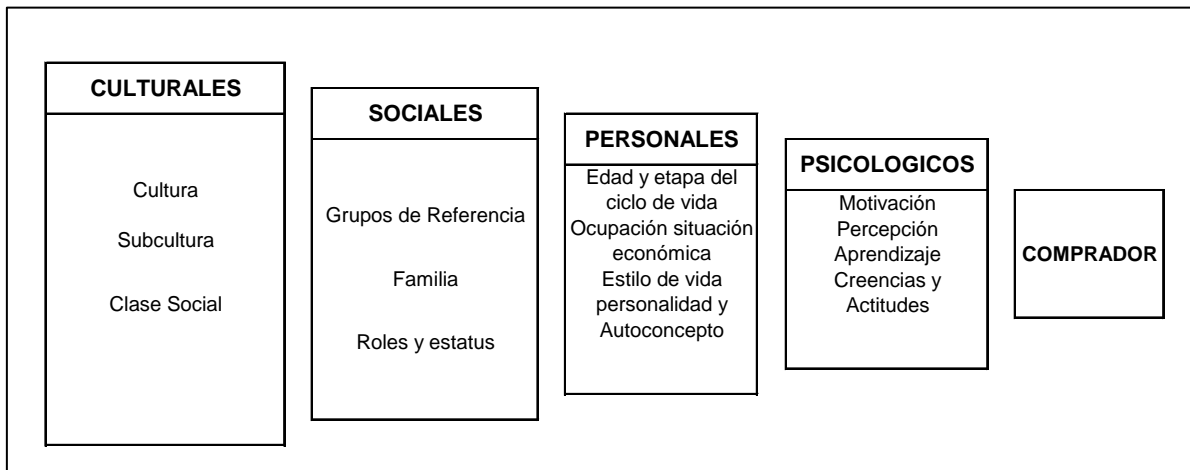 CULTURALES
Cultura
Subcultura
Clase Social
SOCIALES
Grupos de Referencia
Familia
Roles y estatus
PERSONALES
Edad y etapa del
ciclo de vida
Ocupación situación
económica
Estilo de vida
personalidad y
Autoconcepto
PSICOLOGICOS
Motivación
Percepción
Aprendizaje
Creencias y
Actitudes
COMPRADOR